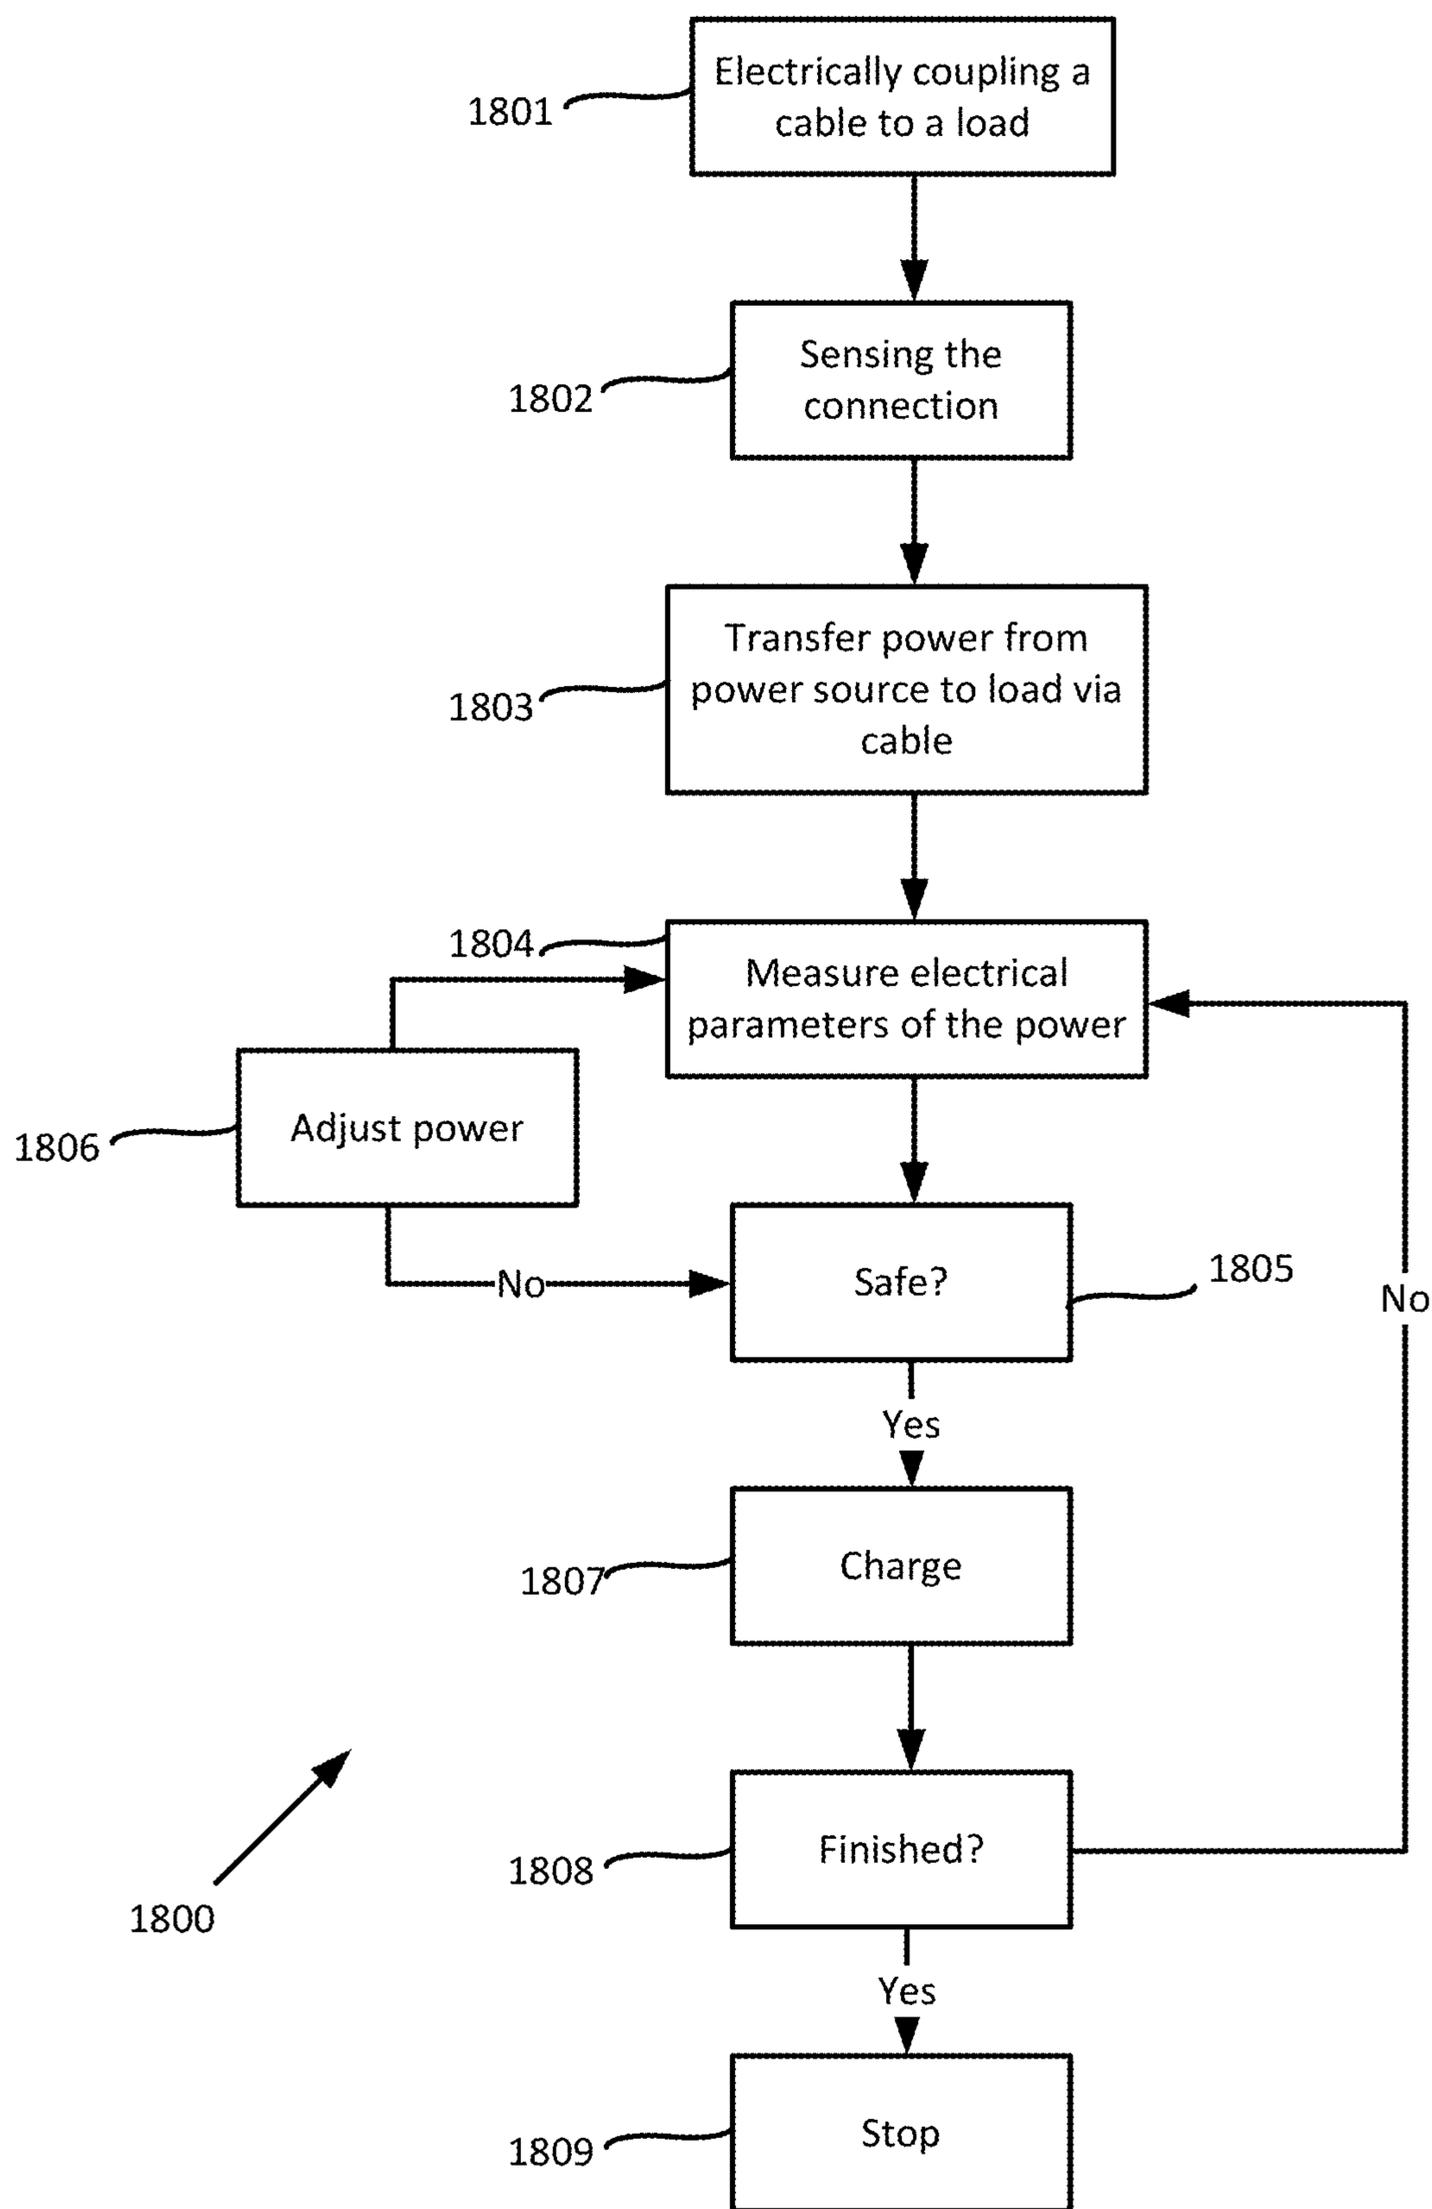 Electrically coupling a
cable to a load
1801
Sensing the
connection
1802
Transfer power from
power source to load via
cable
1803
1804
Measure electrical
parameters of the power
Adjust power
1806
No
Safe?
1805
No
Yes
Charge
1807
Finished?
1808
1800
Yes
Stop
1809